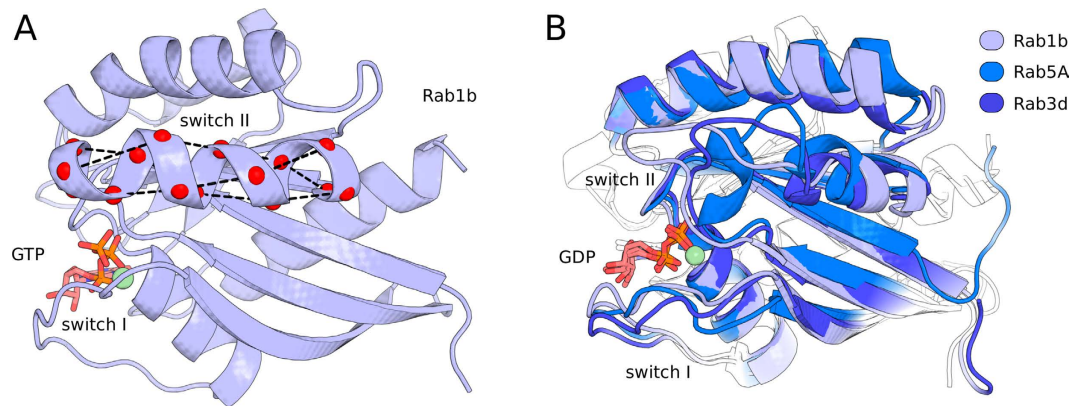 A
Rab1b
switch II
GTP
switch I
B
Rab1b
Rab5A
Rab3d
switch II
GDP
switch I